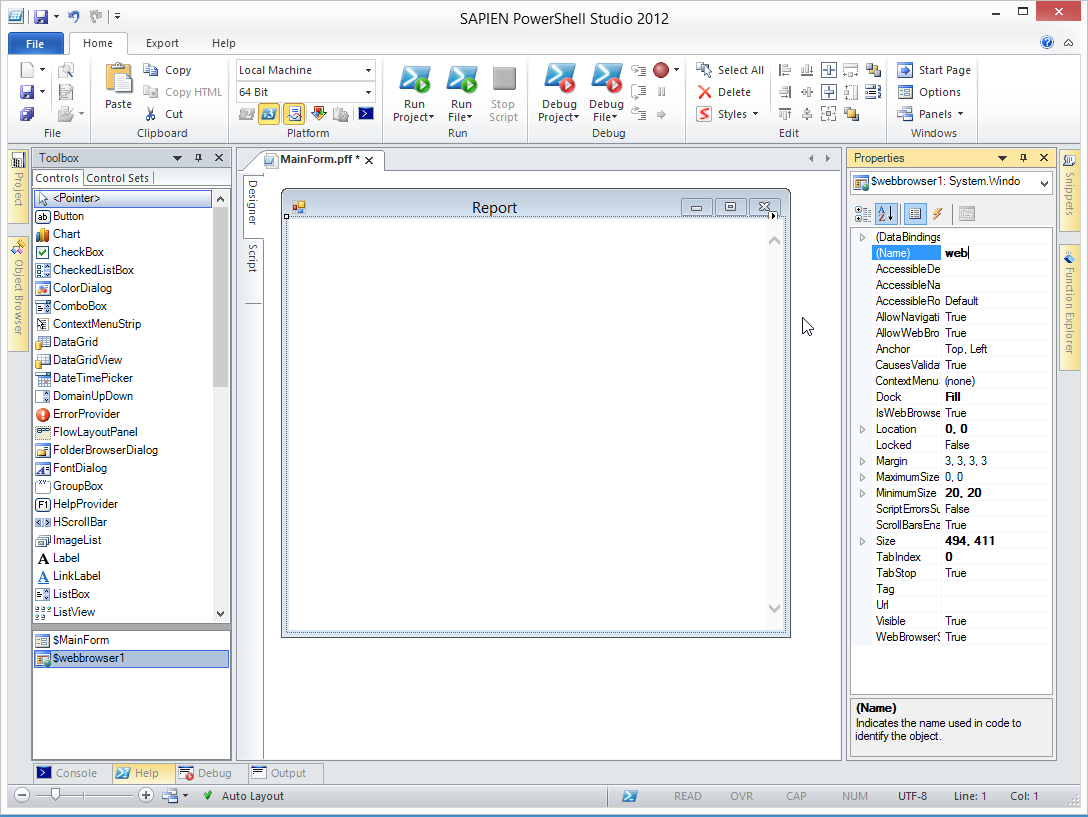 SAPIEN PowerShell Studio 2012
File Home Export Help
Paste Copy
Copy HTML
Cut
Local Machine
64 Bit
Run Project Run File Stop Script
Debug Project Debug File
Select All
Delete
Styles
Start Page
Options
Panels
File Clipboard Platform Run Debug Edit Windows
Project
Object Browser
Toolbox
Controls Control Sets
<Pointer>
Button
Chart
CheckBox
CheckedListBox
ColorDialog
ComboBox
ContextMenuStrip
DataGrid
DataGridView
DateTimePicker
DomainUpDown
ErrorProvider
FlowLayoutPanel
FolderBrowserDialog
FontDialog
GroupBox
HelpProvider
HScrollBar
ImageList
Label
LinkLabel
ListBox
ListView
$MainForm
$webbrowser1
MainForm.pff *
Designer
Script
Report
Properties
$webbrowser1: System.Windo
(DataBindings
(Name) web
AccessibleDe
AccessibleNa
AccessibleRo Default
AllowNavigati True
AllowWebBro True
Anchor Top, Left
CausesValida True
ContextMenu (none)
Dock Fill
IsWebBrowse True
Location 0, 0
Locked False
Margin 3, 3, 3, 3
MaximumSize 0, 0
MinimumSize 20, 20
ScriptErrorsSu False
ScrollBarsEna True
Size 494, 411
TabIndex 0
TabStop True
Tag
Url
Visible True
WebBrowserS True
(Name)
Indicates the name used in code to
identify the object.
Snippets
Function Explorer
Console Help Debug Output
Auto Layout
READ OVR CAP NUM UTF-8 Line: 1 Col: 1